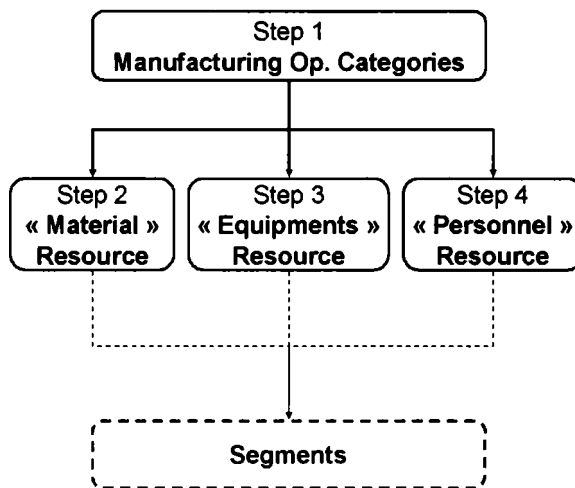 Step 1
Manufacturing Op. Categories
Step 2
« Material »
Resource
Step 3
« Equipments »
Resource
Step 4
« Personnel »
Resource
Segments